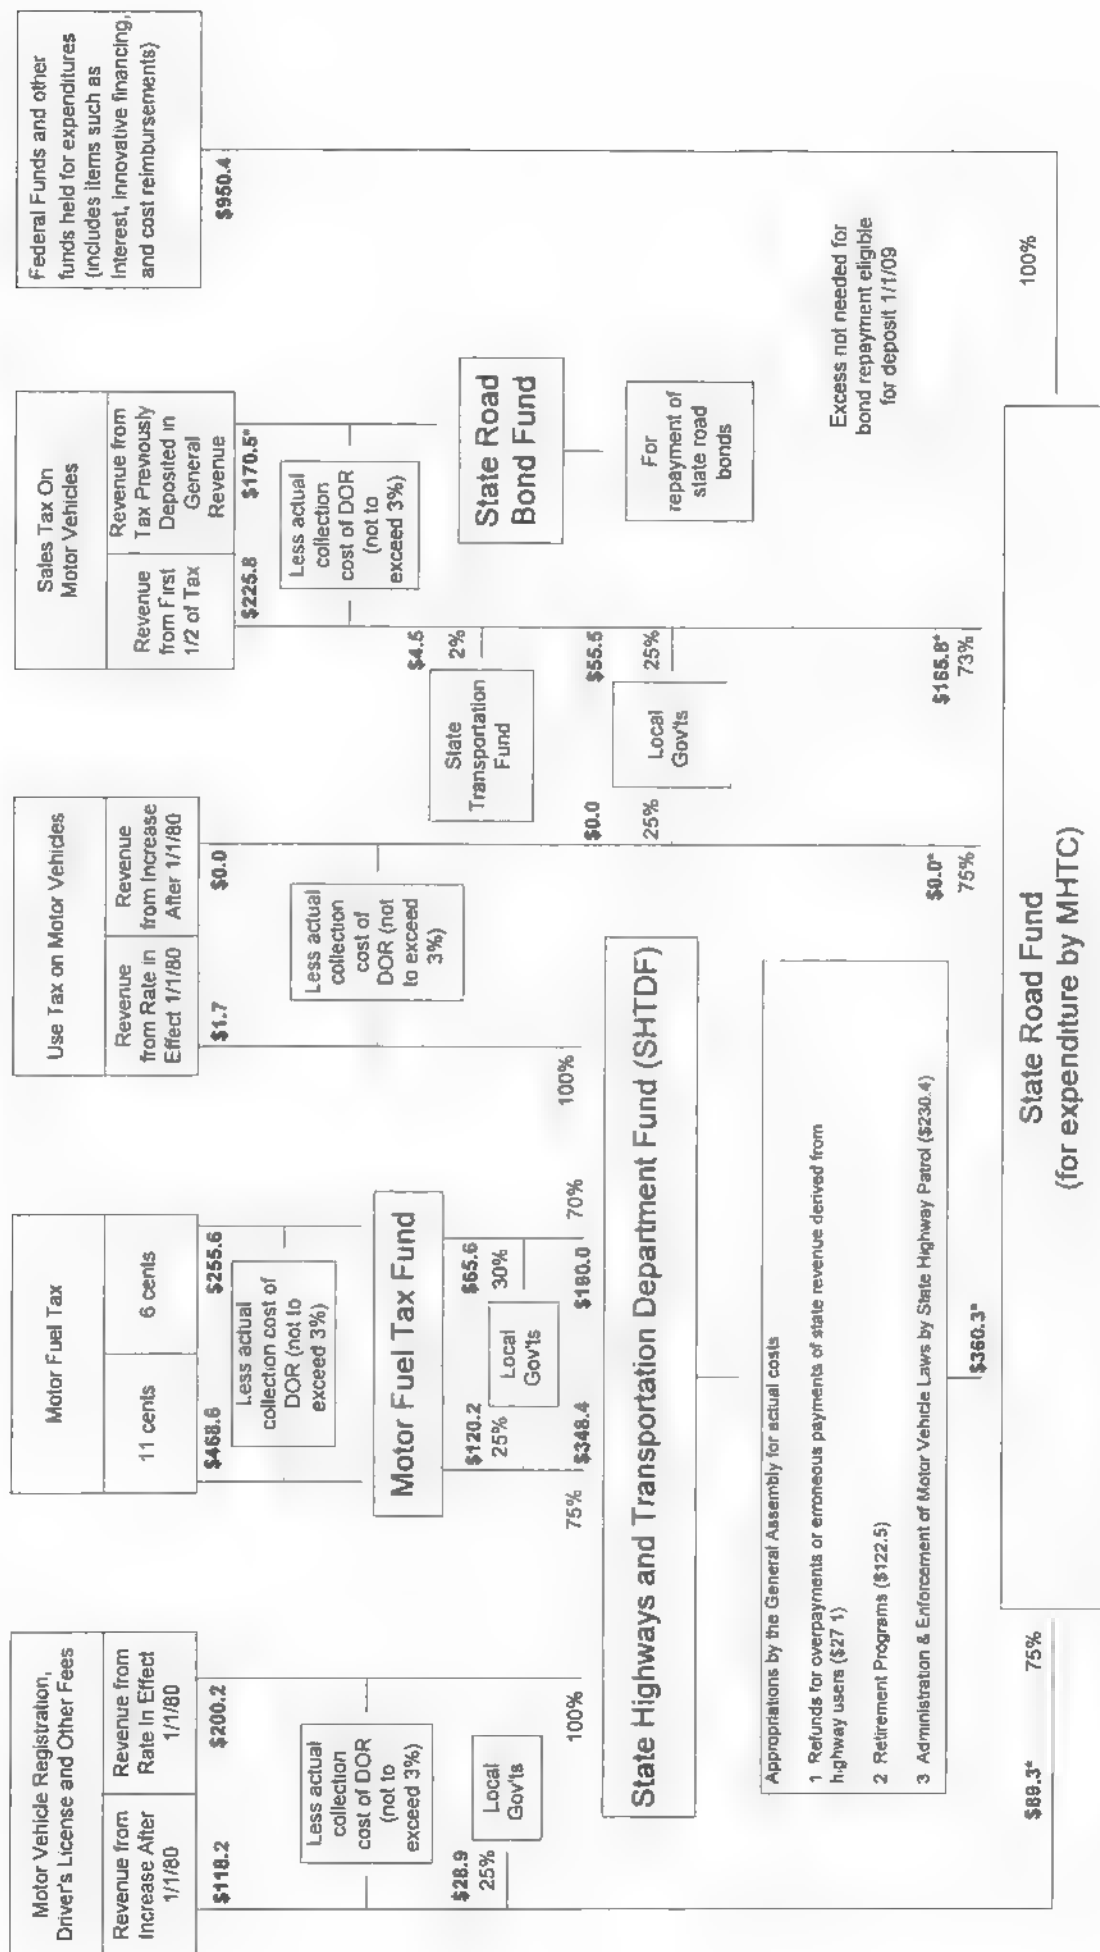 Motor Vehicle Registration,
Driver's License and Other Fees
Revenue from
Increase After
1/1/80
Revenue from
Rate In Effect
1/1/80
$118.2
$200.2
Less actual
collection
cost of DOR
(not to
exceed 3%)
$28.9
25%
Local
Gov'ts
100%
Motor Fuel Tax
11 cents
6 cents
$468.6
$255.6
Less actual
collection cost of
DOR (not to
exceed 3%)
Motor Fuel Tax Fund
$120.2
25%
$65.6
30%
Local
Gov'ts
75%
$348.4
$190.0
70%
Use Tax on Motor Vehicles
Revenue
from Rate in
Effect 1/1/80
Revenue
from Increase
After 1/1/80
$1.7
$0.0
Less actual
collection
cost of
DOR (not
to exceed
3%)
100%
$0.0
25%
$0.0*
75%
Sales Tax On
Motor Vehicles
Revenue
from First
1/2 of Tax
Revenue from
Tax Previously
Deposited in
General
Revenue
$225.8
$170.5*
Less actual
collection
cost of DOR
(not to
exceed 3%)
$4.5
2%
State
Transportation
Fund
$55.5
25%
Local
Gov'ts
$165.8*
73%
State Road
Bond Fund
For
repayment of
state road
bonds
Excess not needed for
bond repayment eligible
for deposit 1/1/09
Federal Funds and other
funds held for expenditures
(includes items such as
Interest, innovative financing,
and cost reimbursements)
$950.4
100%
State Highways and Transportation Department Fund (SHTDF)
Appropriations by the General Assembly for actual costs
1 Refunds for overpayments or erroneous payments of state revenue derived from
highway users ($27 1)
2 Retirement Programs ($122.5)
3 Administration & Enforcement of Motor Vehicle Laws by State Highway Patrol ($230.4)
$360.3*
$89.3*
75%
State Road Fund
(for expenditure by MHTC)